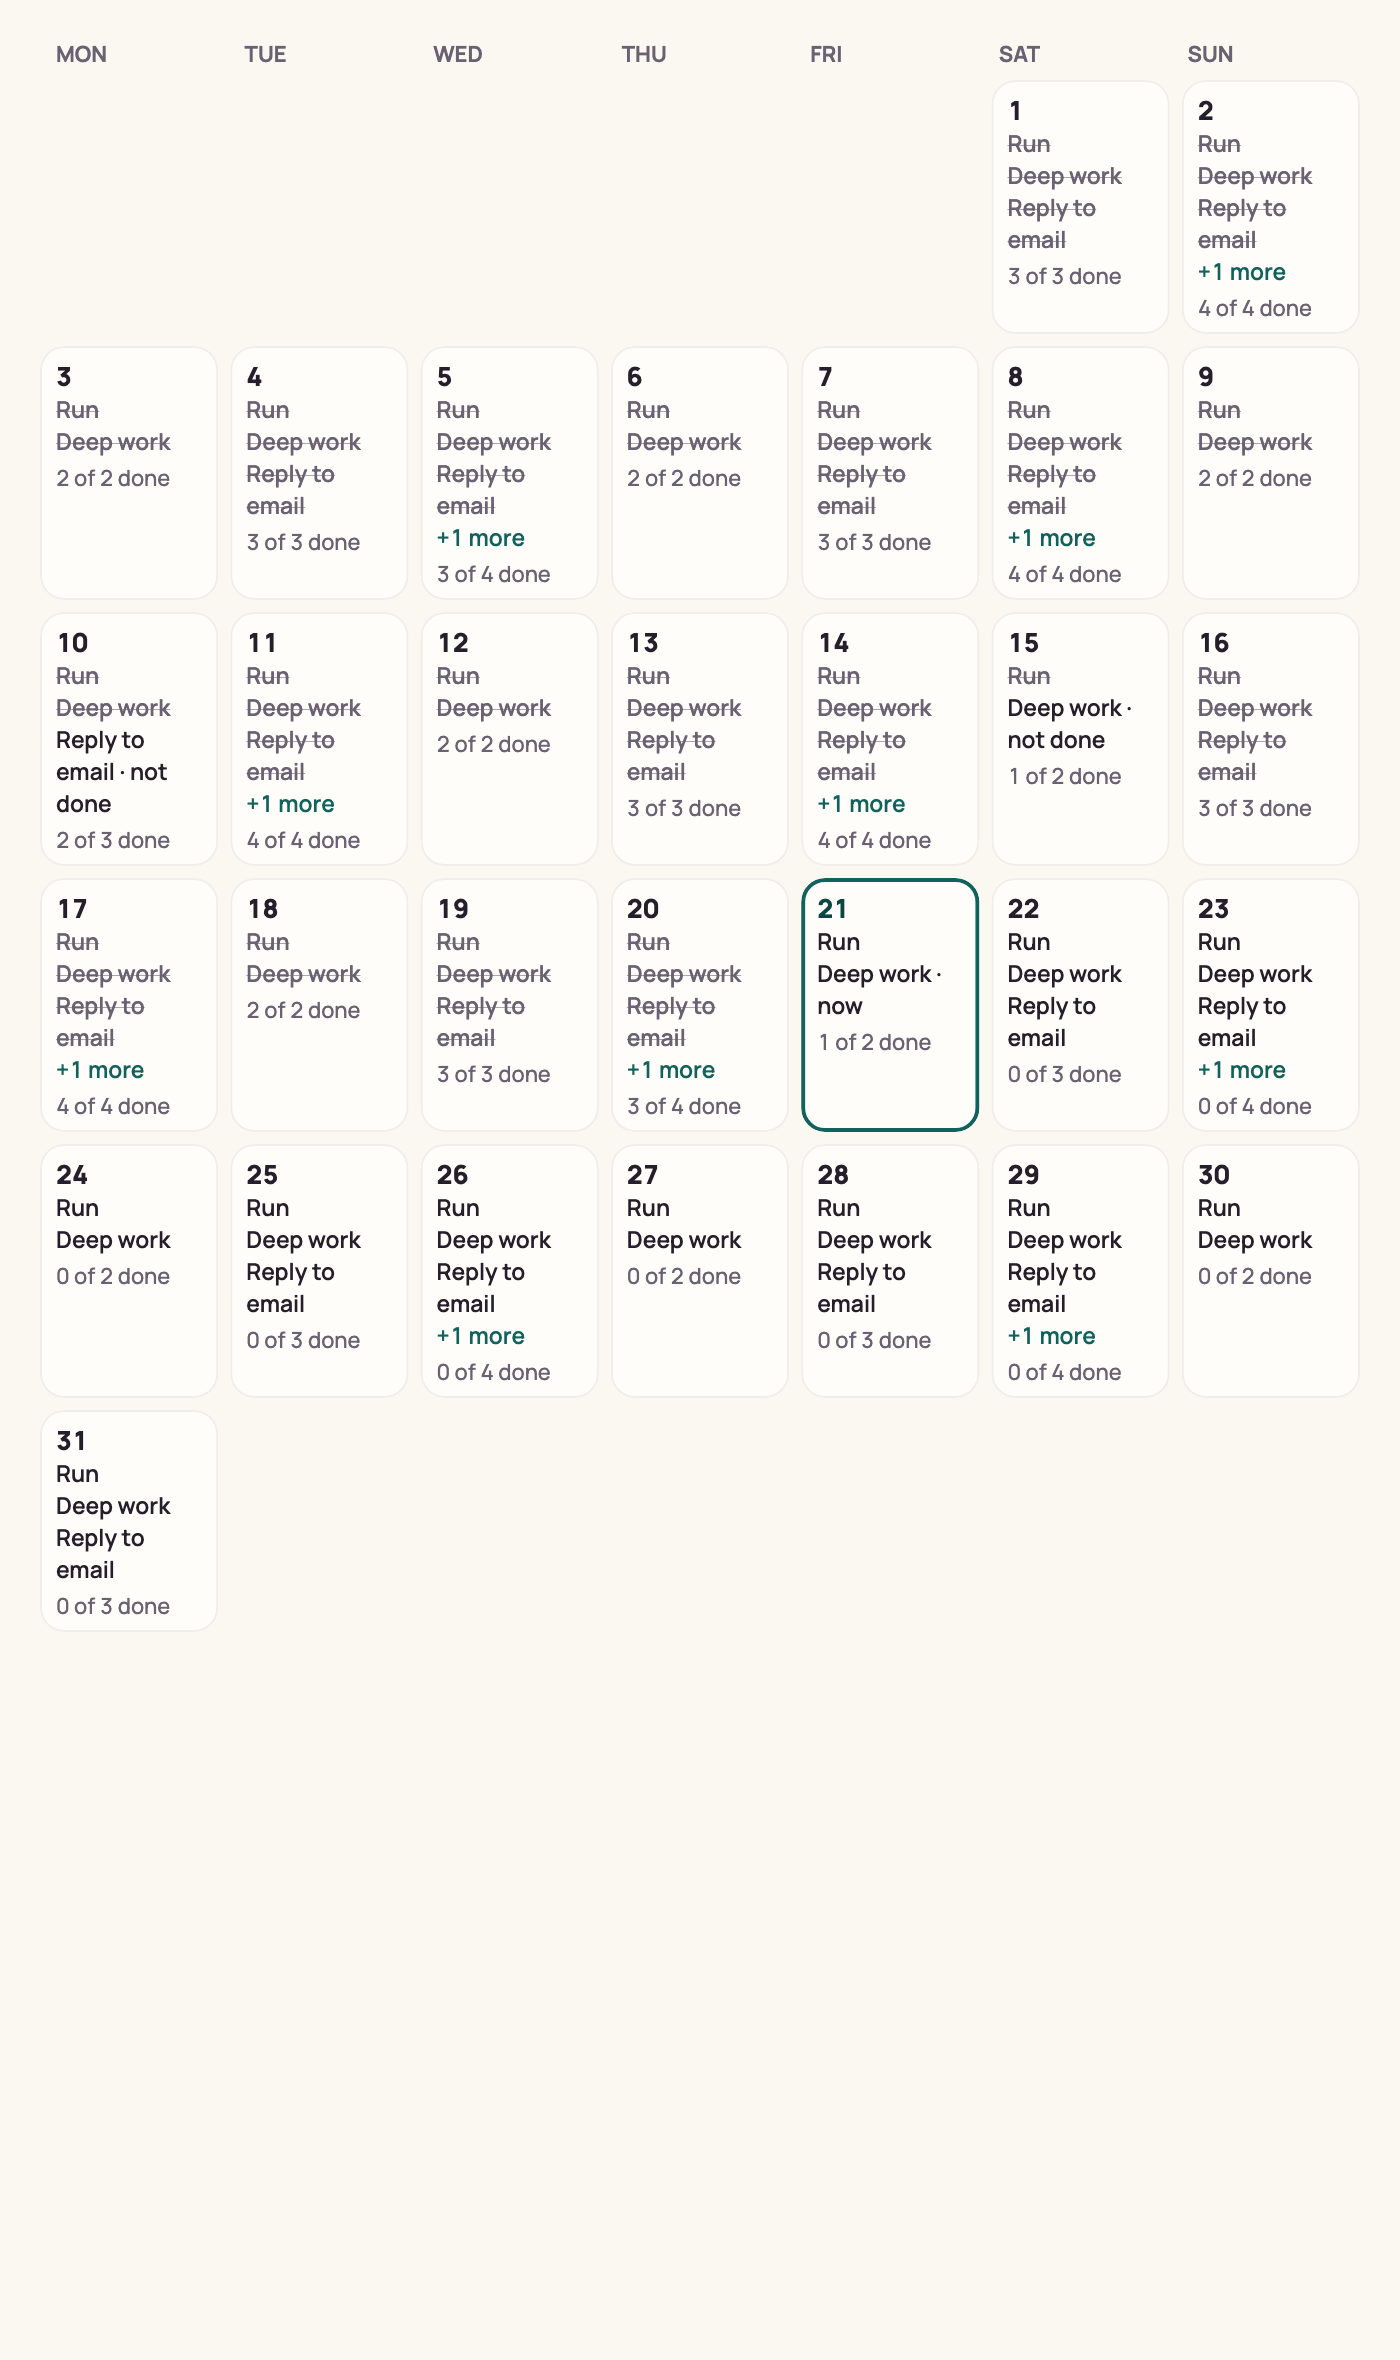 MON TUE WED THU FRI SAT SUN
1
Run
Deep work
Reply to
email
3 of 3 done
2
Run
Deep work
Reply to
email
+1 more
4 of 4 done
3
Run
Deep work
2 of 2 done
4
Run
Deep work
Reply to
email
3 of 3 done
5
Run
Deep work
Reply to
email
+1 more
3 of 4 done
6
Run
Deep work
2 of 2 done
7
Run
Deep work
Reply to
email
3 of 3 done
8
Run
Deep work
Reply to
email
+1 more
4 of 4 done
9
Run
Deep work
2 of 2 done
10
Run
Deep work
Reply to
email · not
done
2 of 3 done
11
Run
Deep work
Reply to
email
+1 more
4 of 4 done
12
Run
Deep work
2 of 2 done
13
Run
Deep work
Reply to
email
3 of 3 done
14
Run
Deep work
Reply to
email
+1 more
4 of 4 done
15
Run
Deep work ·
not done
1 of 2 done
16
Run
Deep work
Reply to
email
3 of 3 done
17
Run
Deep work
Reply to
email
+1 more
4 of 4 done
18
Run
Deep work
2 of 2 done
19
Run
Deep work
Reply to
email
3 of 3 done
20
Run
Deep work
Reply to
email
+1 more
3 of 4 done
21
Run
Deep work ·
now
1 of 2 done
22
Run
Deep work
Reply to
email
0 of 3 done
23
Run
Deep work
Reply to
email
+1 more
0 of 4 done
24
Run
Deep work
0 of 2 done
25
Run
Deep work
Reply to
email
0 of 3 done
26
Run
Deep work
Reply to
email
+1 more
0 of 4 done
27
Run
Deep work
0 of 2 done
28
Run
Deep work
Reply to
email
0 of 3 done
29
Run
Deep work
Reply to
email
+1 more
0 of 4 done
30
Run
Deep work
0 of 2 done
31
Run
Deep work
Reply to
email
0 of 3 done